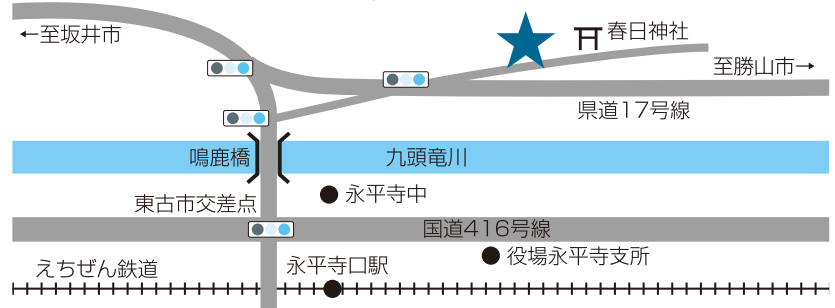 ←至坂井市
春日神社
至勝山市→
県道17号線
鳴鹿橋
九頭竜川
永平寺中
東古市交差点
国道416号線
役場永平寺支所
えちぜん鉄道
永平寺口駅